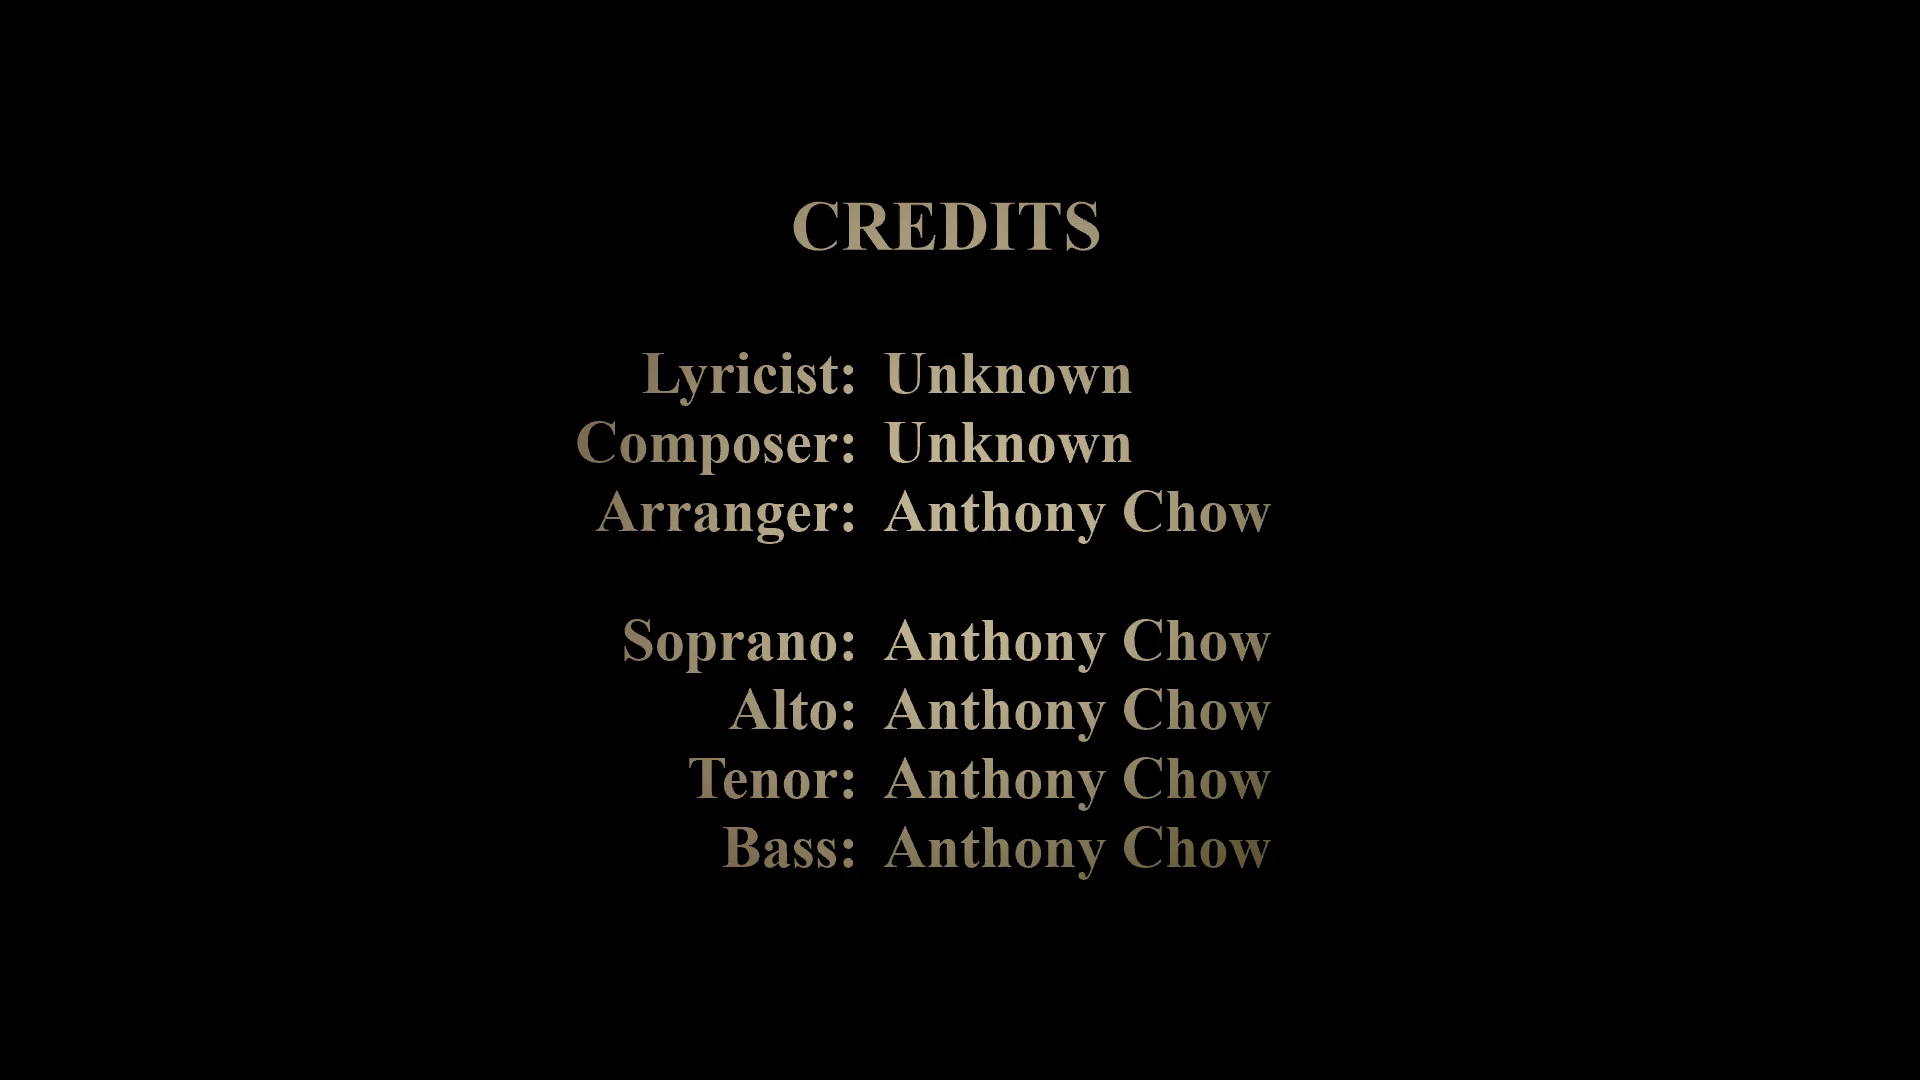 CREDITS
Lyricist: Unknown
Composer: Unknown
Arranger: Anthony Chow
Soprano: Anthony Chow
Alto: Anthony Chow
Tenor: Anthony Chow
Bass: Anthony Chow